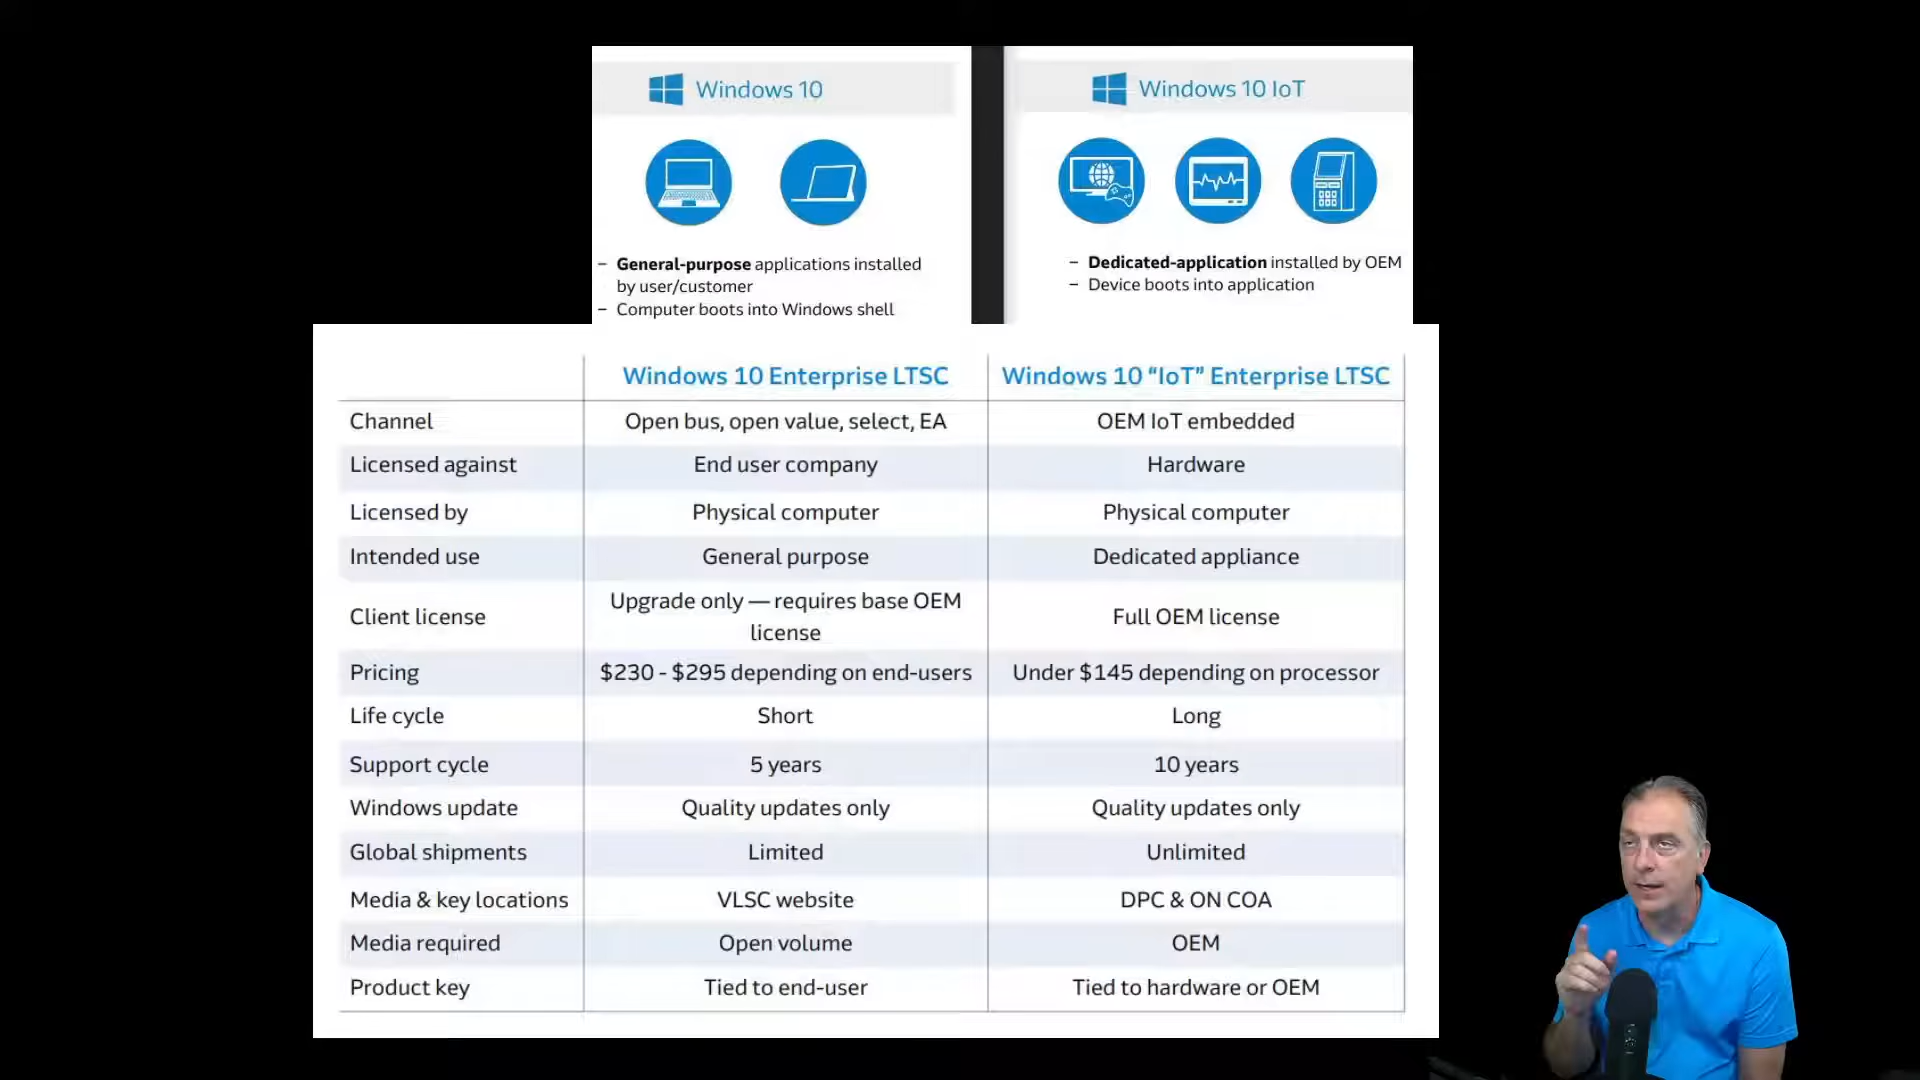 Windows 10
– General-purpose applications installed
by user/customer
– Computer boots into Windows shell
Windows 10 IoT
– Dedicated-application installed by OEM
– Device boots into application
Windows 10 Enterprise LTSC Windows 10 “IoT” Enterprise LTSC
Channel Open bus, open value, select, EA OEM IoT embedded
Licensed against End user company Hardware
Licensed by Physical computer Physical computer
Intended use General purpose Dedicated appliance
Client license Upgrade only — requires base OEM
license Full OEM license
Pricing $230 - $295 depending on end-users Under $145 depending on processor
Life cycle Short Long
Support cycle 5 years 10 years
Windows update Quality updates only Quality updates only
Global shipments Limited Unlimited
Media & key locations VLSC website DPC & ON COA
Media required Open volume OEM
Product key Tied to end-user Tied to hardware or OEM